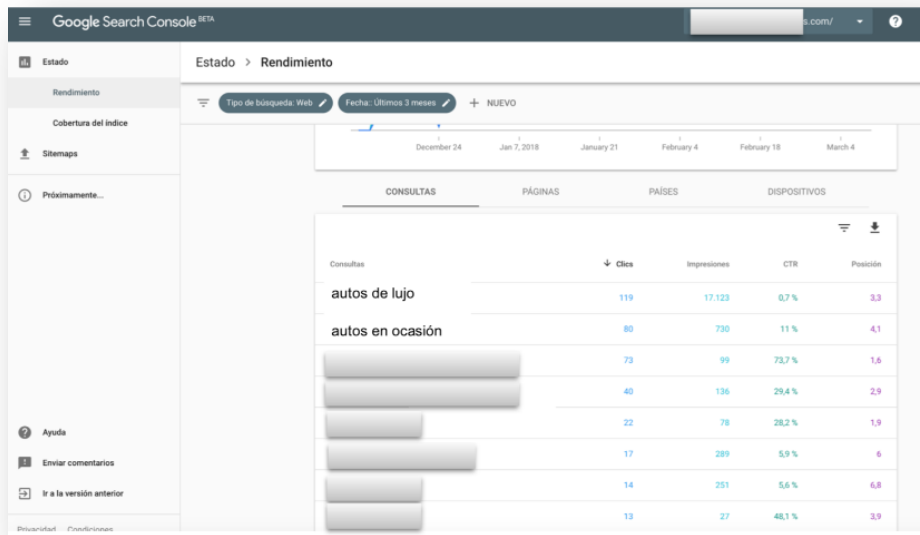 Google Search Console BETA
s.com/
Estado
Rendimiento
Cobertura del índice
Sitemaps
Próximamente...
Ayuda
Enviar comentarios
Ir a la versión anterior
Privacidad Condiciones
Estado > Rendimiento
Tipo de búsqueda: Web
Fecha:: Últimos 3 meses
+ NUEVO
December 24 Jan 7, 2018 January 21 February 4 February 18 March 4
CONSULTAS PÁGINAS PAÍSES DISPOSITIVOS
Consultas Clics Impresiones CTR Posición
autos de lujo 119 17.123 0,7 % 3,3
autos en ocasión 80 730 11 % 4,1
73 99 73,7 % 1,6
40 136 29,4 % 2,9
22 78 28,2 % 1,9
17 289 5,9 % 6
14 251 5,6 % 6,8
13 27 48,1 % 3,9